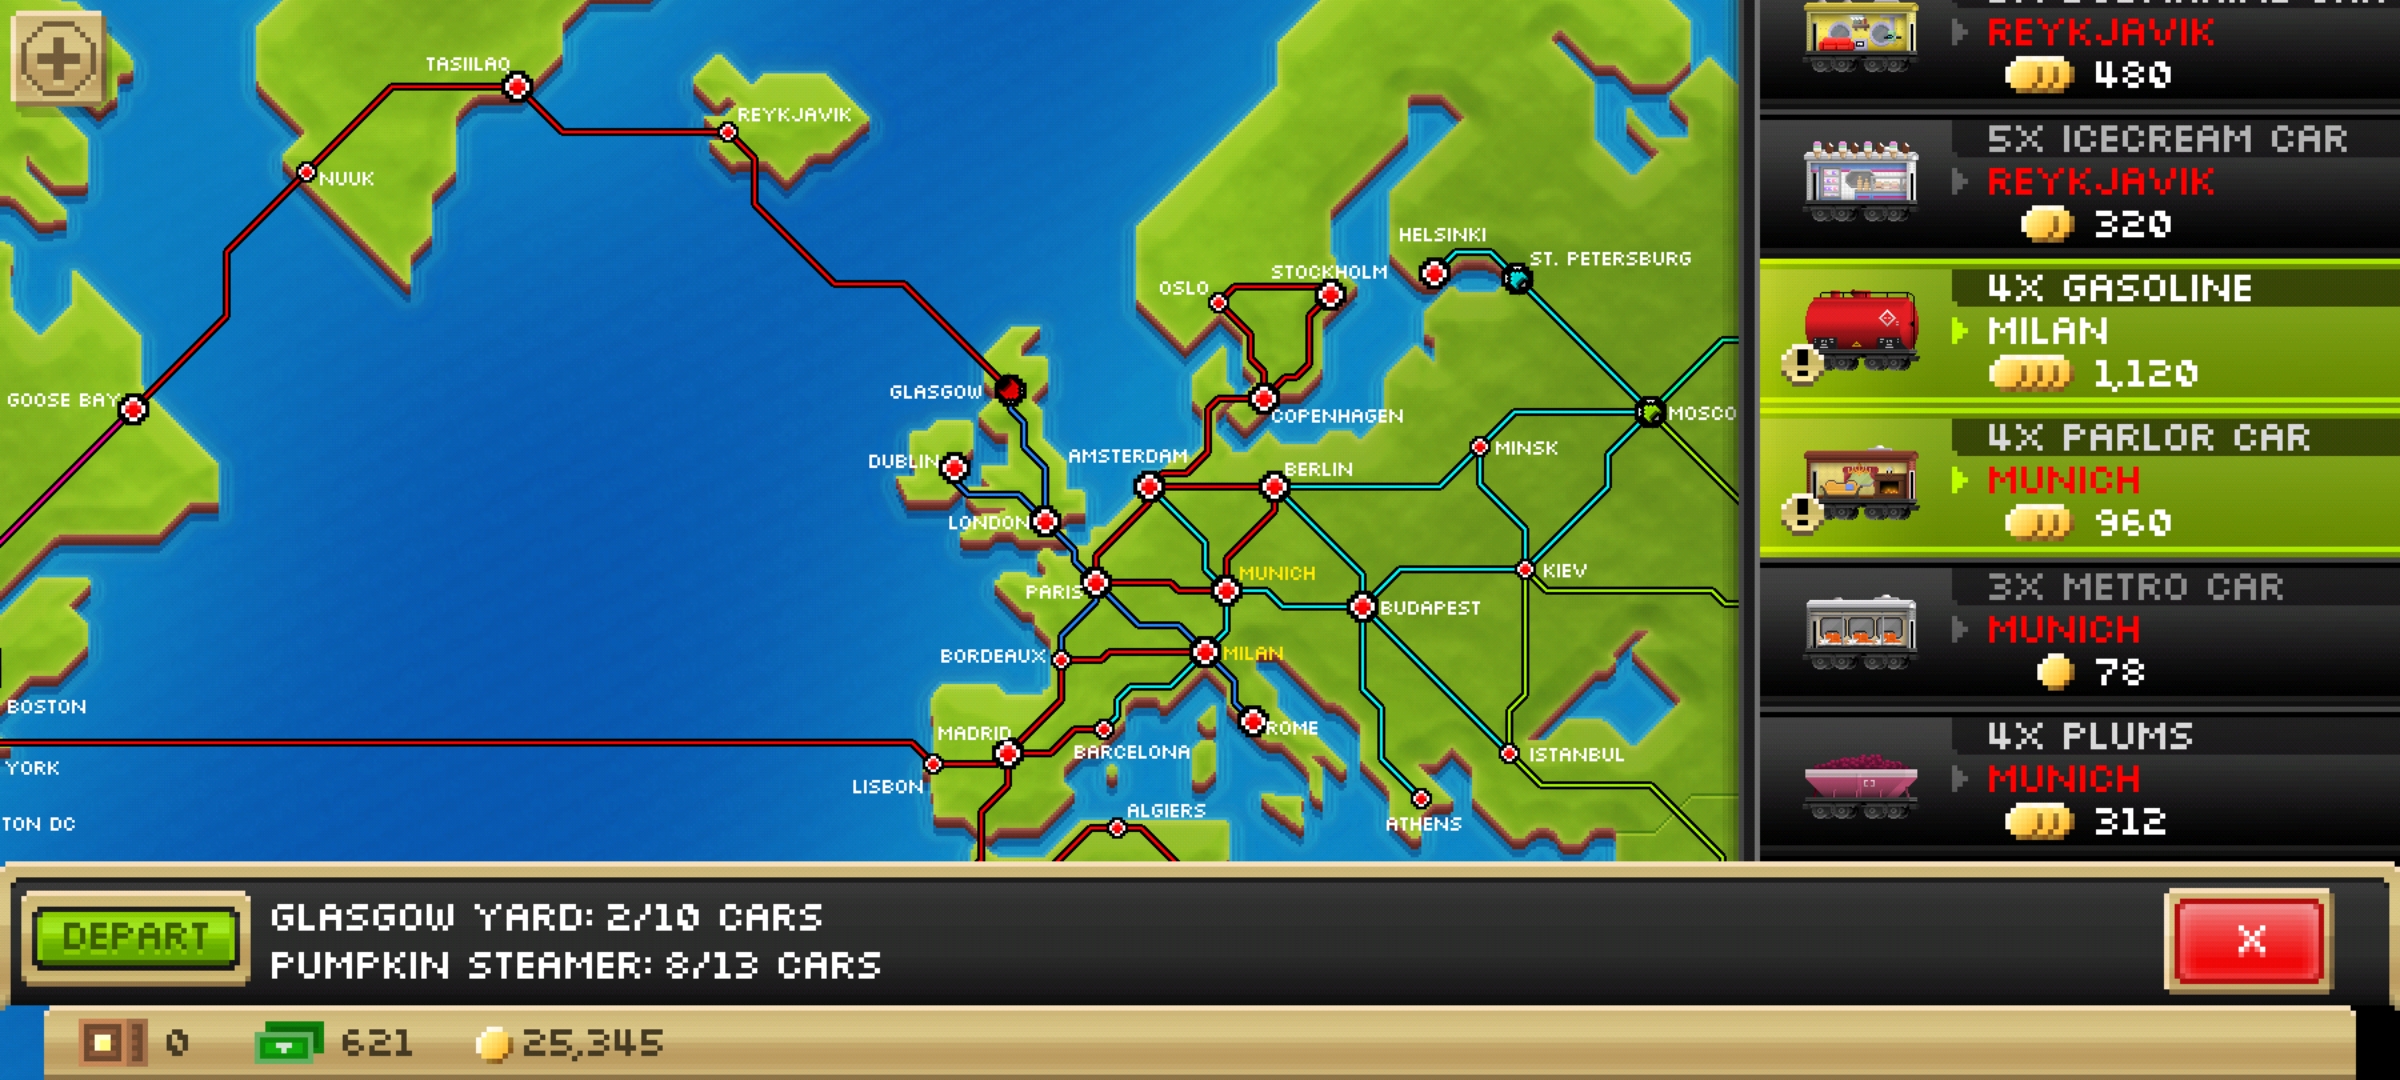 TASIILAQ
REYKJAVIK
NUUK
HELSINKI
ST. PETERSBURG
STOCKHOLM
OSLO
GLASGOW
GOOSE BAY
COPENHAGEN
MOSCO
MINSK
AMSTERDAM
BERLIN
DUBLIN
LONDON
MUNICH
KIEV
PARIS
BUDAPEST
BORDEAUX
MILAN
BOSTON
MADRID
ROME
BARCELONA
ISTANBUL
YORK
LISBON
ALGIERS
TON DC
ATHENS
REYKJAVIK
480
5X ICECREAM CAR
REYKJAVIK
320
4X GASOLINE
MILAN
1,120
4X PARLOR CAR
MUNICH
960
3X METRO CAR
MUNICH
78
4X PLUMS
MUNICH
312
DEPART
GLASGOW YARD: 2/10 CARS
PUMPKIN STEAMER: 8/13 CARS
X
0
621
25,345